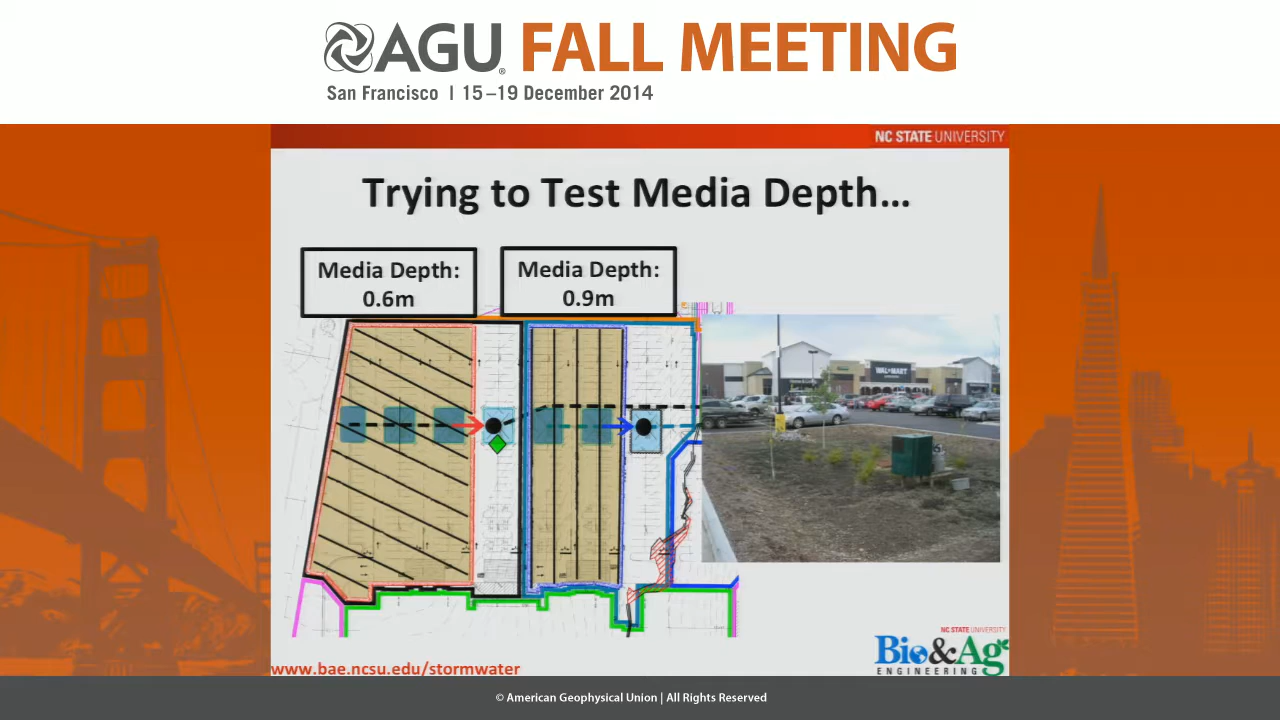 AGU® FALL MEETING
San Francisco | 15–19 December 2014
NC STATE UNIVERSITY
Trying to Test Media Depth...
Media Depth:
0.6m
Media Depth:
0.9m
WAL★MART
NC STATE UNIVERSITY
Bio&Ag
ENGINEERING
www.bae.ncsu.edu/stormwater
© American Geophysical Union | All Rights Reserved